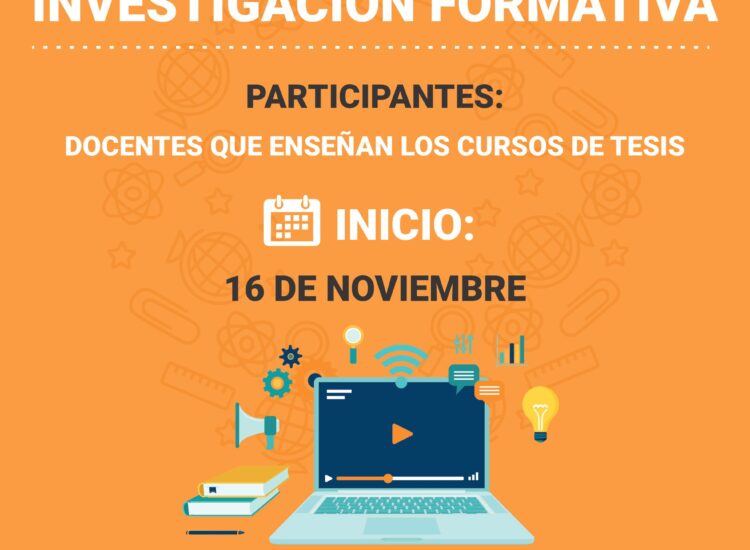 INVESTIGACIÓN FORMATIVA
PARTICIPANTES:
DOCENTES QUE ENSEÑAN LOS CURSOS DE TESIS
INICIO:
16 DE NOVIEMBRE